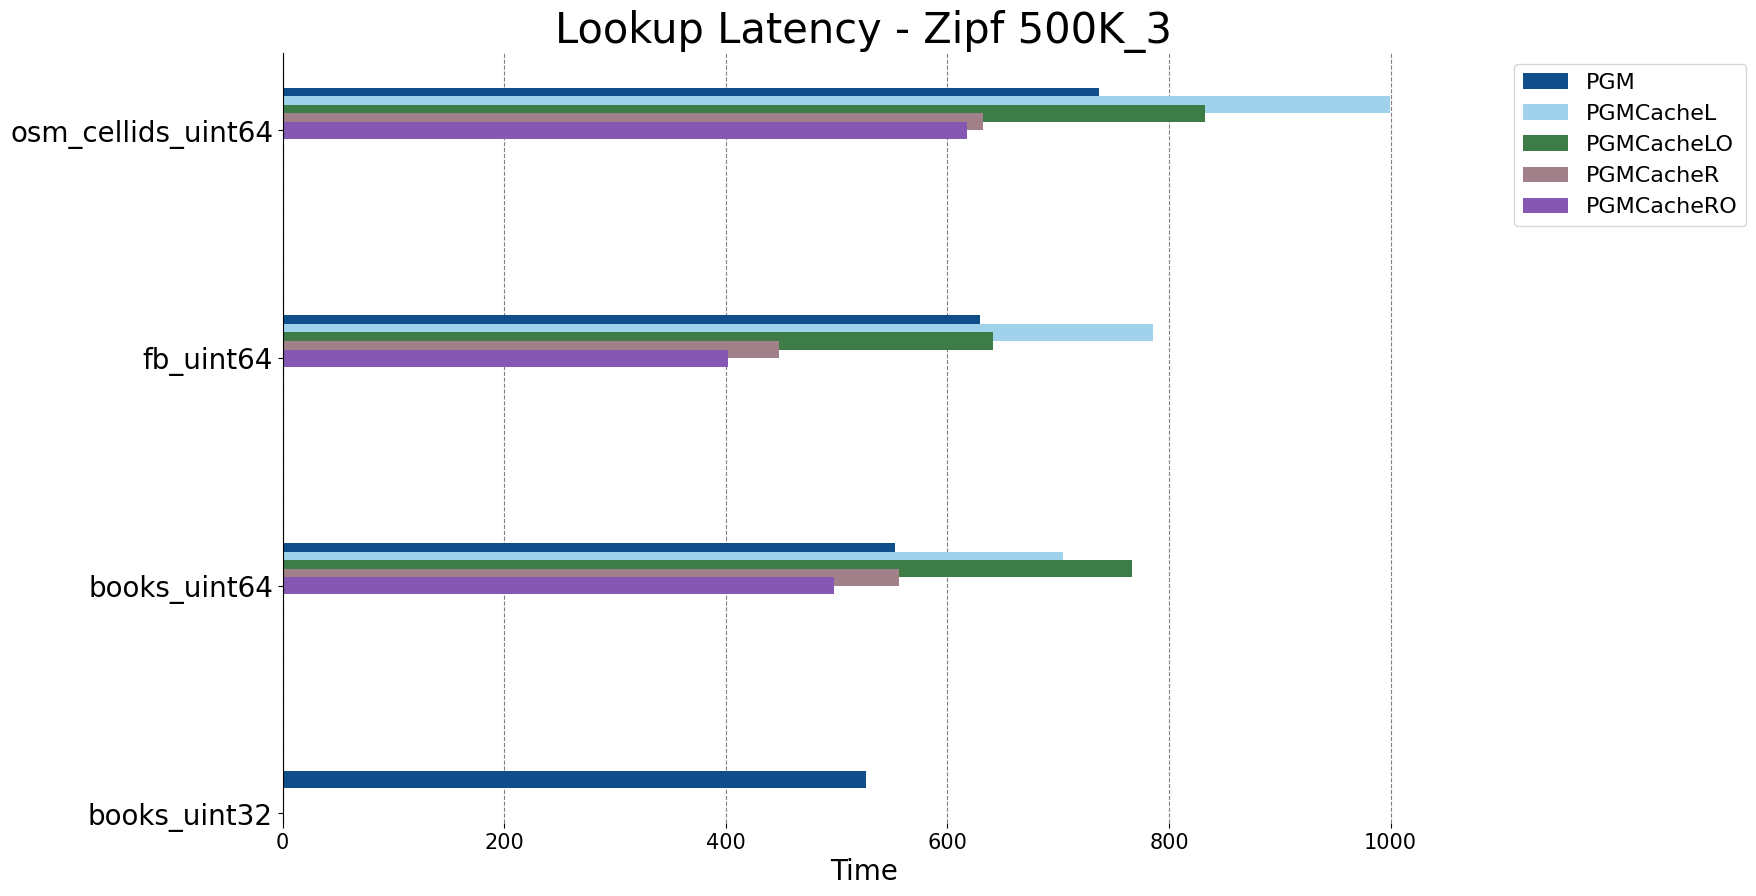 Lookup Latency - Zipf 500K_3
PGM
PGMCacheL
PGMCacheLO
PGMCacheR
PGMCacheRO
osm_cellids_uint64
fb_uint64
books_uint64
books_uint32
0 200 400 600 800 1000
Time